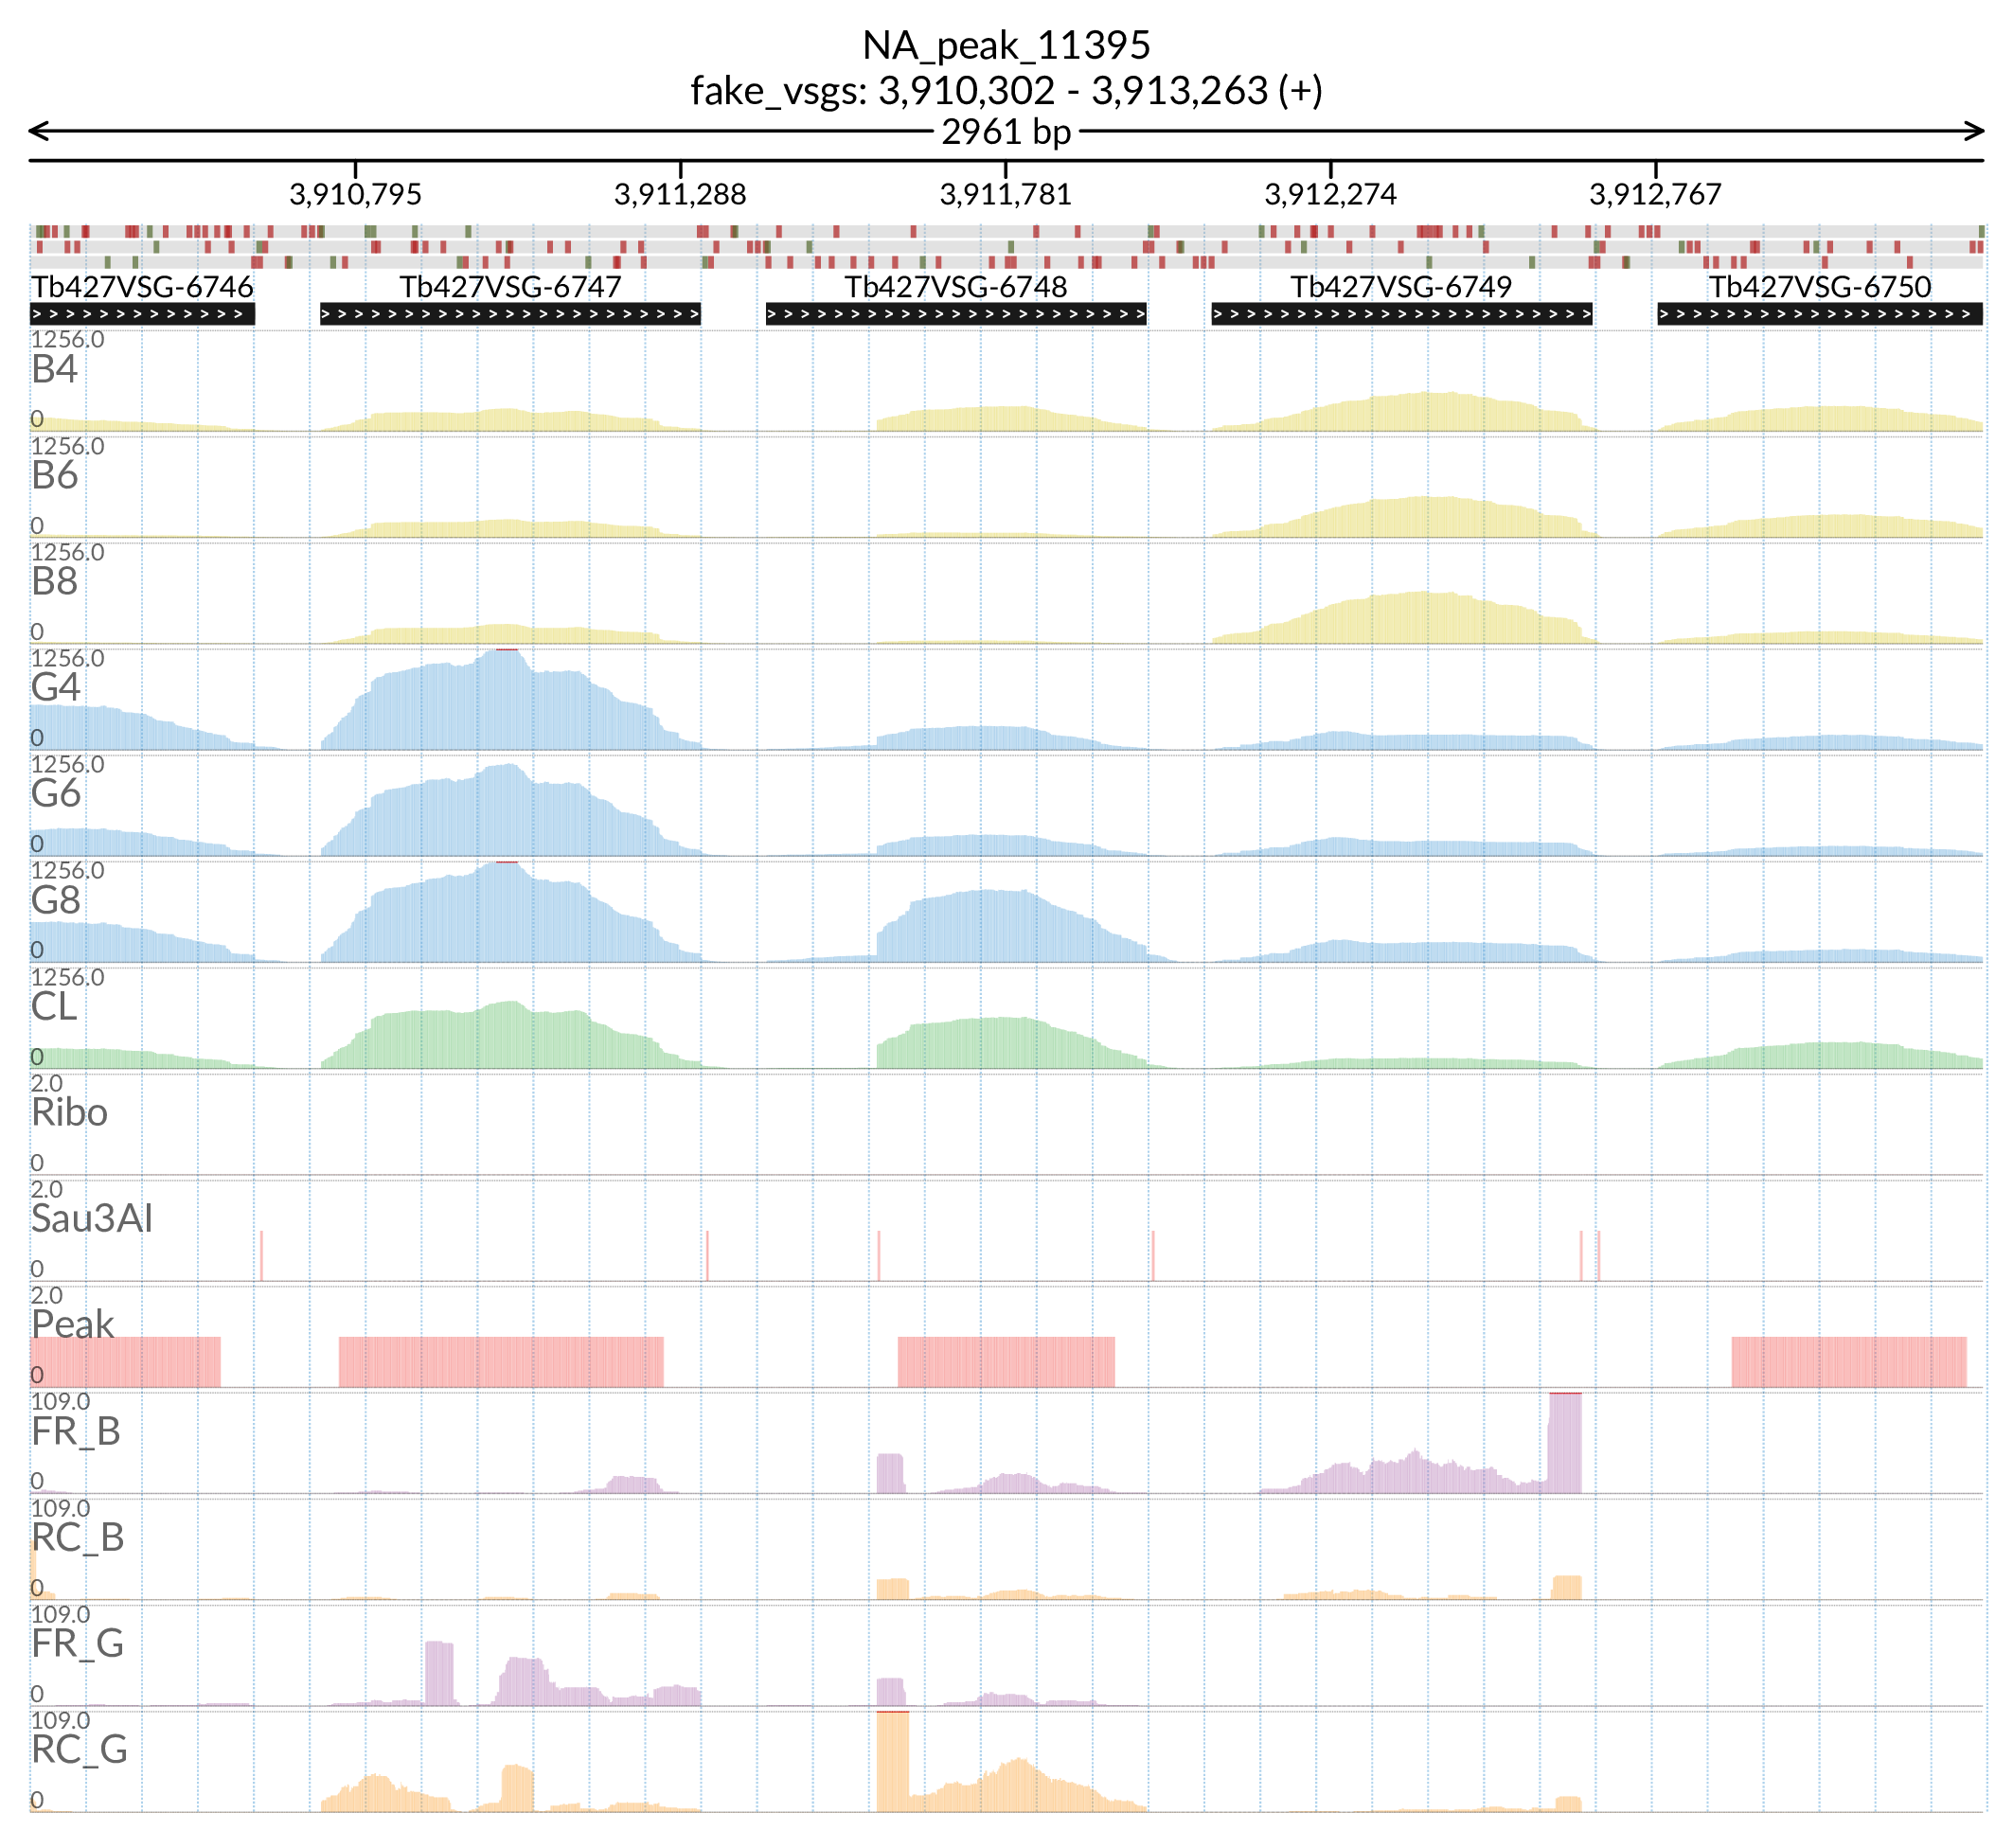 NA_peak_11395
fake_vsgs: 3,910,302 - 3,913,263 (+)
2961 bp
3,910,795 3,911,288 3,911,781 3,912,274 3,912,767
Tb427VSG-6746 Tb427VSG-6747 Tb427VSG-6748 Tb427VSG-6749 Tb427VSG-6750
1256.0
B4
0
1256.0
B6
0
1256.0
B8
0
1256.0
G4
0
1256.0
G6
0
1256.0
G8
0
1256.0
CL
0
2.0
Ribo
0
2.0
Sau3AI
0
2.0
Peak
0
109.0
FR_B
0
109.0
RC_B
0
109.0
FR_G
0
109.0
RC_G
0